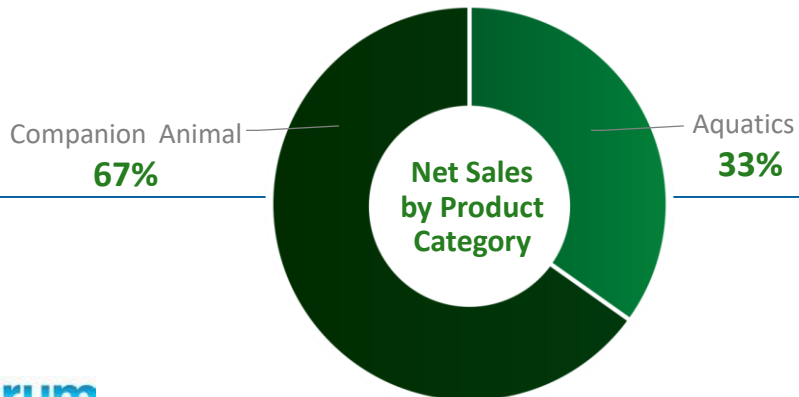 Companion Animal
67%
Aquatics
33%
Net Sales
by Product
Category